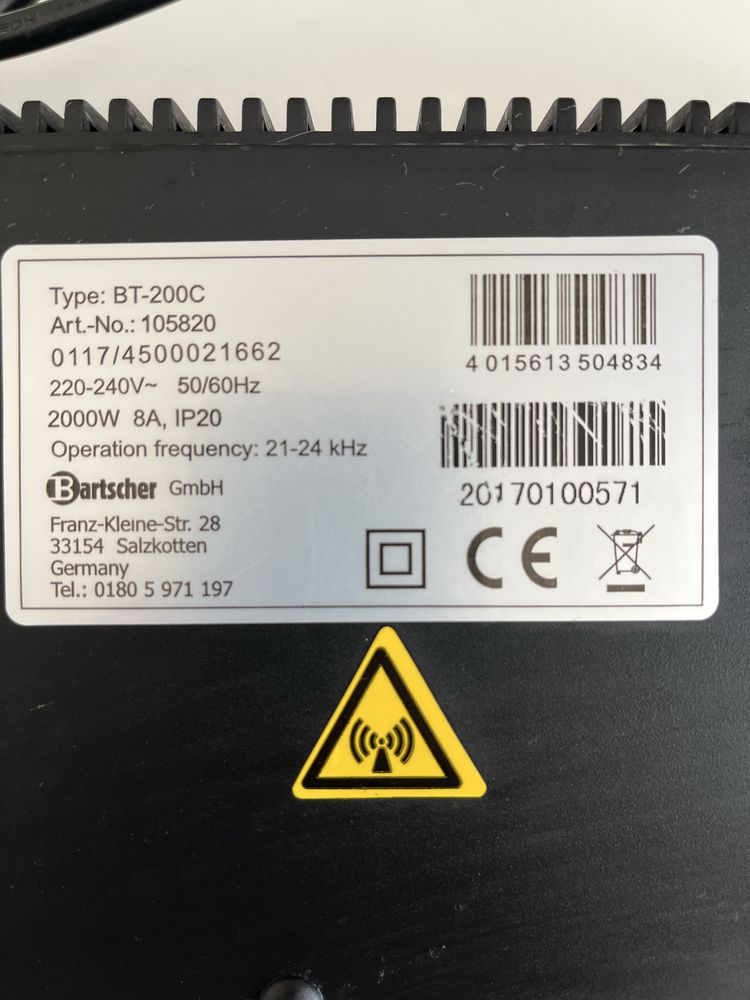 Type: BT-200C
Art.-No.: 105820
0117/4500021662
220-240V~ 50/60Hz
2000W 8A, IP20
Operation frequency: 21-24 kHz
Bartscher GmbH
Franz-Kleine-Str. 28
33154 Salzkotten
Germany
Tel.: 0180 5 971 197
4 015613 504834
20170100571
CE